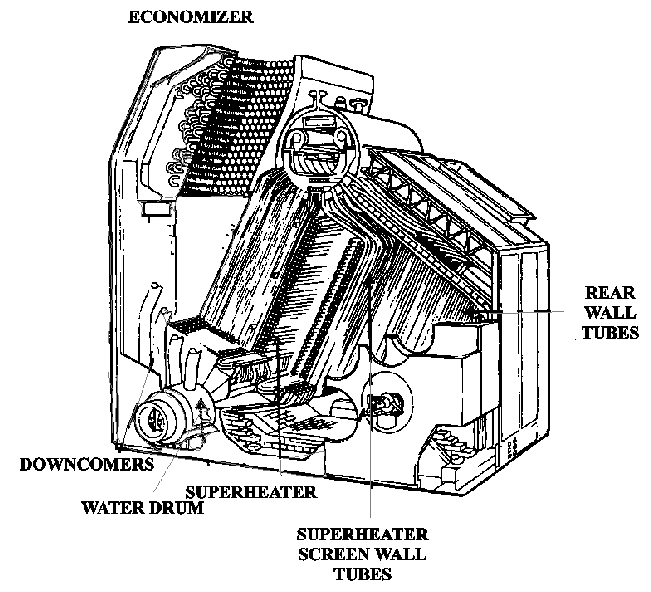 ECONOMIZER
REAR
WALL
TUBES
DOWNCOMERS
SUPERHEATER
WATER DRUM
SUPERHEATER
SCREEN WALL
TUBES